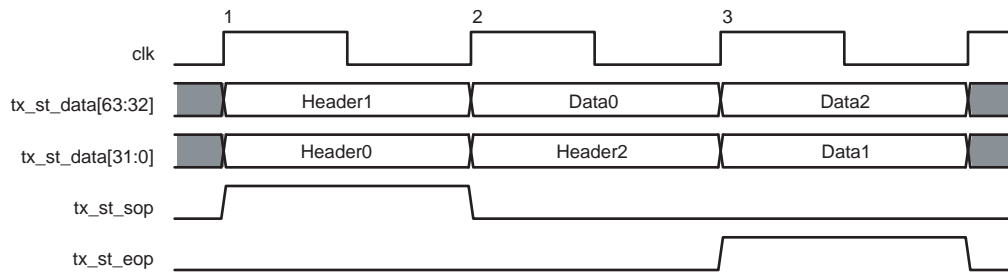 1 2 3
clk
tx_st_data[63:32] Header1 Data0 Data2
tx_st_data[31:0] Header0 Header2 Data1
tx_st_sop
tx_st_eop